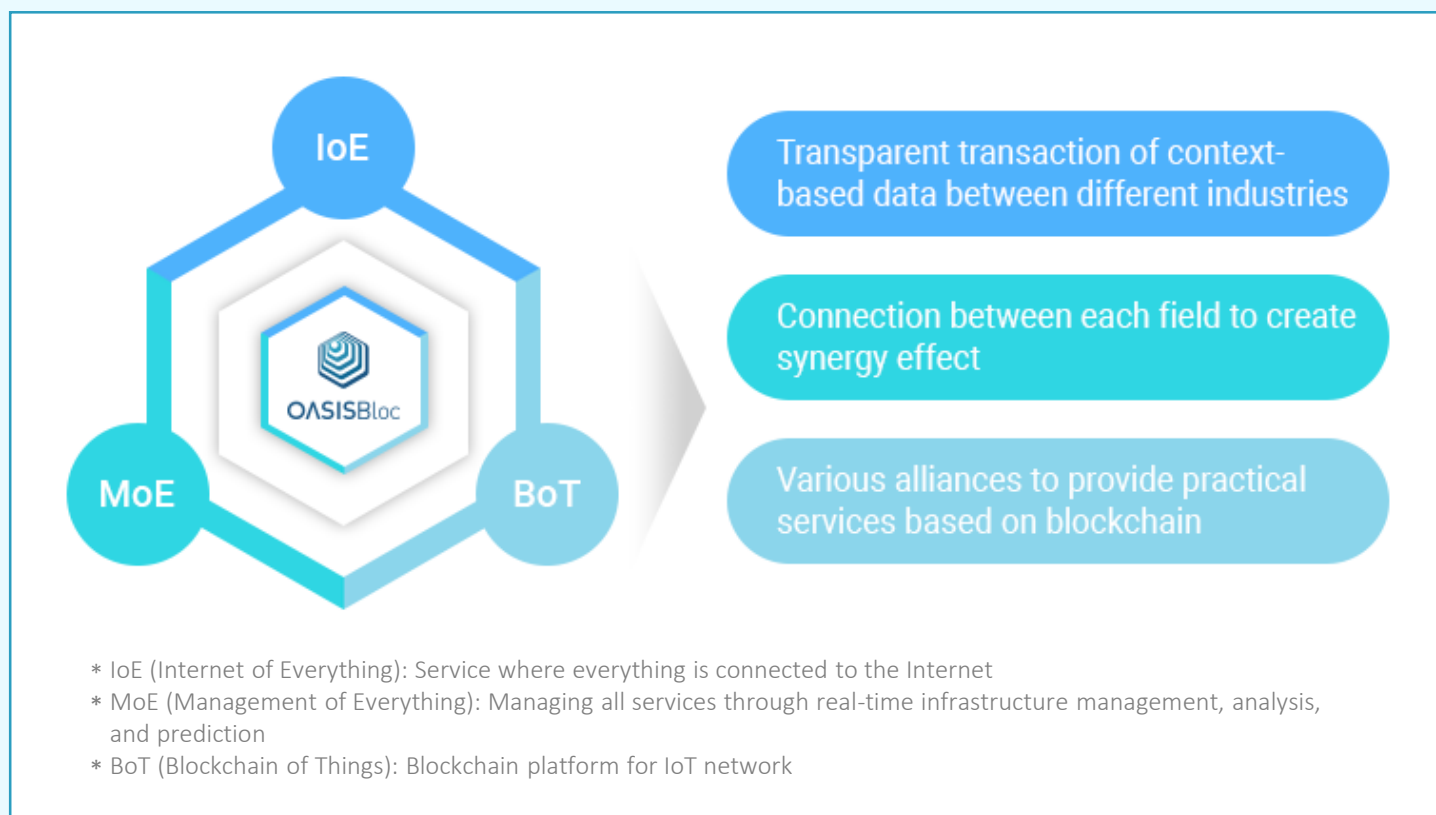 IoE
OΛSISBloc
MoE
BoT
Transparent transaction of context-
based data between different industries
Connection between each field to create
synergy effect
Various alliances to provide practical
services based on blockchain
* IoE (Internet of Everything): Service where everything is connected to the Internet
* MoE (Management of Everything): Managing all services through real-time infrastructure management, analysis,
and prediction
* BoT (Blockchain of Things): Blockchain platform for IoT network